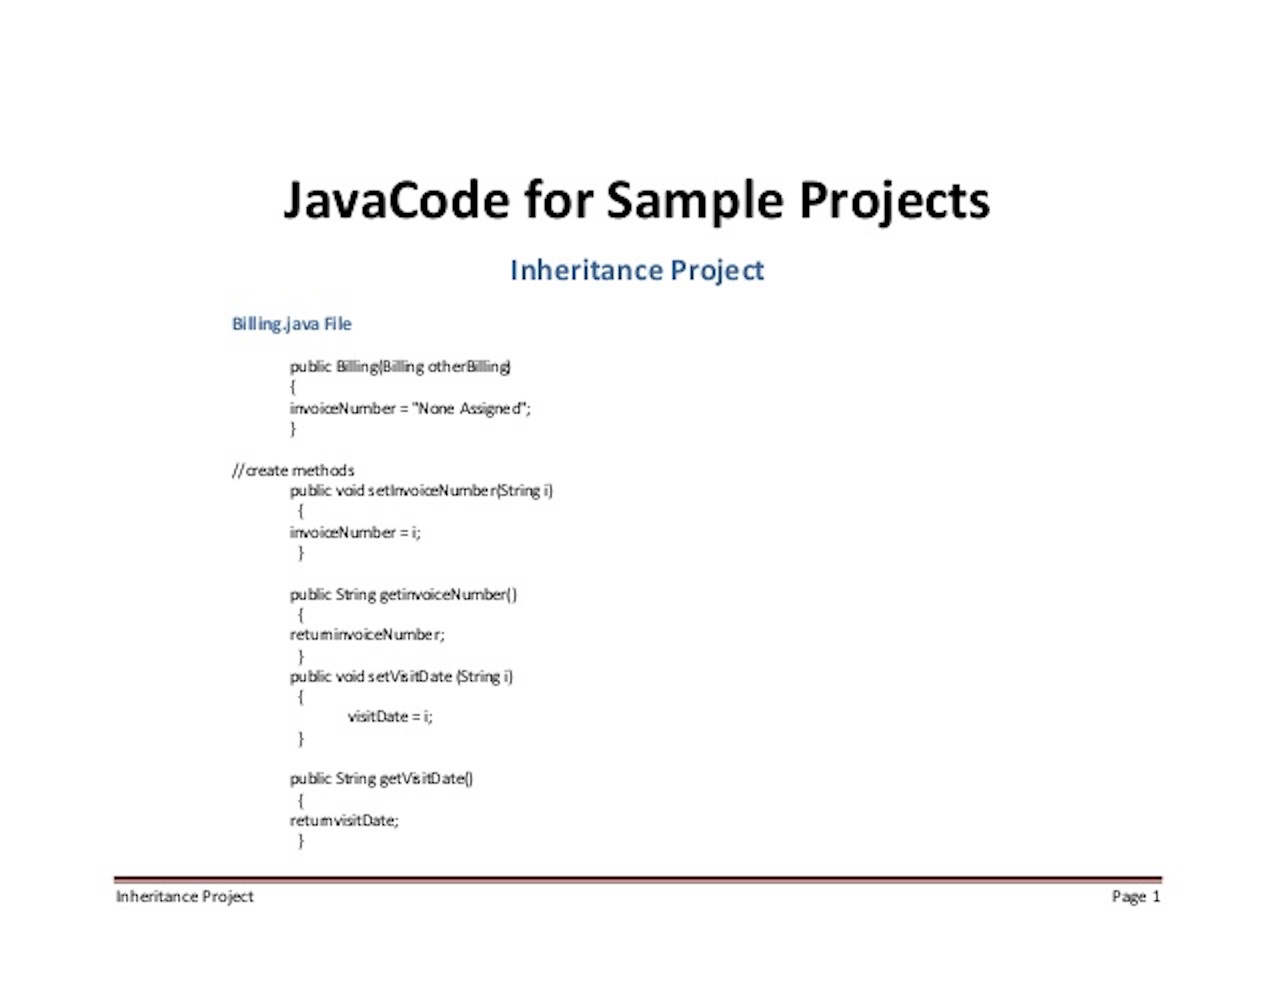 JavaCode for Sample Projects
Inheritance Project
Billing.java File
public Billing(Billing otherBilling)
{
invoiceNumber = "None Assigned";
}
//create methods
public void setInvoiceNumber(String i)
{
invoiceNumber = i;
}
public String getinvoiceNumber()
{
returninvoiceNumber;
}
public void setVisitDate (String i)
{
visitDate = i;
}
public String getVisitDate()
{
returnvisitDate;
}
Inheritance Project Page 1